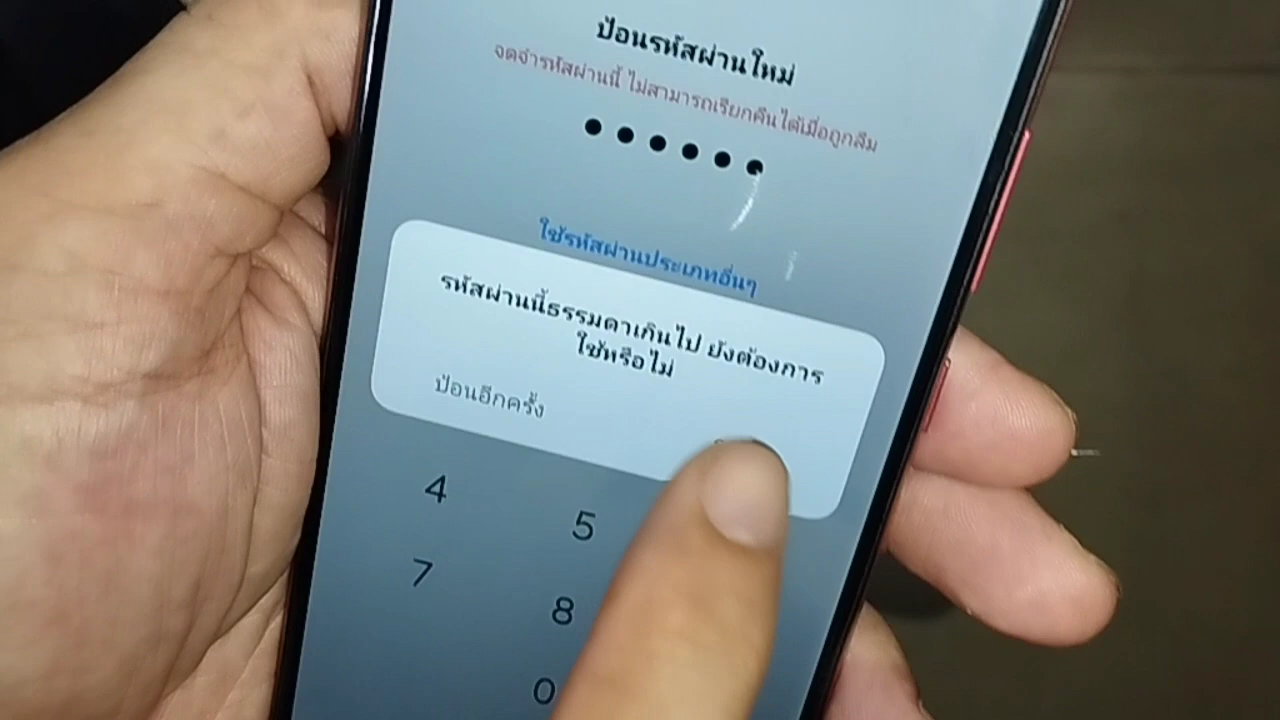 ป้อนรหัสผ่านใหม่
จดจำรหัสผ่านนี้ ไม่สามารถเรียกคืนได้เมื่อถูกลืม
ใช้รหัสผ่านประเภทอื่นๆ
รหัสผ่านนี้ธรรมดาเกินไป ยังต้องการ
ใช้หรือไม่
ป้อนอีกครั้ง
4 5
7 8
0